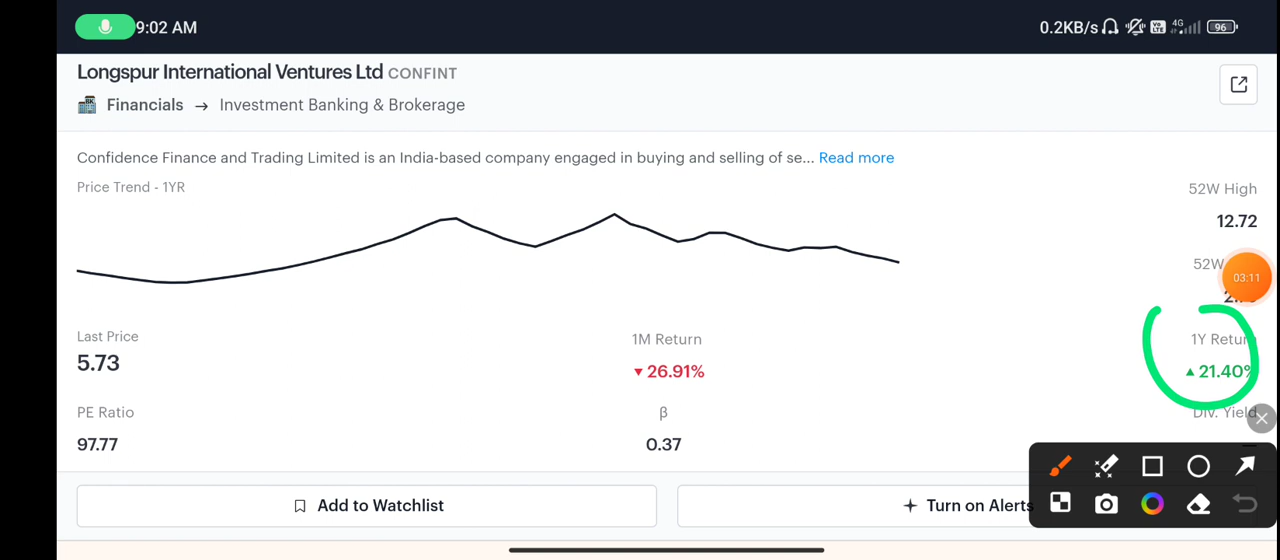 9:02 AM
0.2KB/s
4G
96
Longspur International Ventures Ltd CONFINT
Financials → Investment Banking & Brokerage
Confidence Finance and Trading Limited is an India-based company engaged in buying and selling of se... Read more
Price Trend - 1YR
52W High
12.72
52W
03:11
Last Price
1M Return
1Y Return
5.73
▼ 26.91%
▲ 21.40%
PE Ratio
β
Div. Yield
97.77
0.37
Add to Watchlist
Turn on Alerts